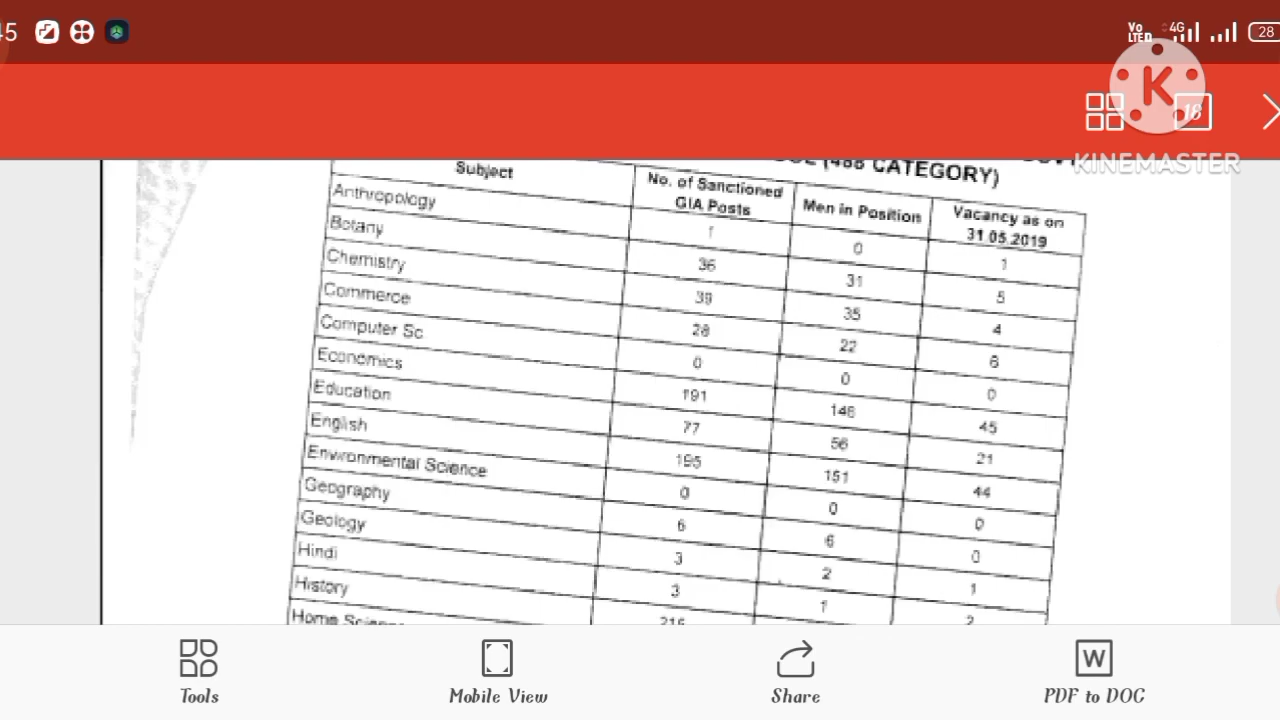 45 Vo LTE 4G 28
18
KINEMASTER
(488 CATEGORY)
Subject No. of Sanctioned GIA Posts Men in Position Vacancy as on 31.05.2019
Anthropology 1 0 1
Botany 36 31 5
Chemistry 39 35 4
Commerce 28 22 6
Computer Sc 0 0 0
Economics 191 146 45
Education 77 56 21
English 195 151 44
Environmental Science 0 0 0
Geography 6 6 0
Geology 3 2 1
Hindi 3 1 2
History
Tools Mobile View Share W PDF to DOC